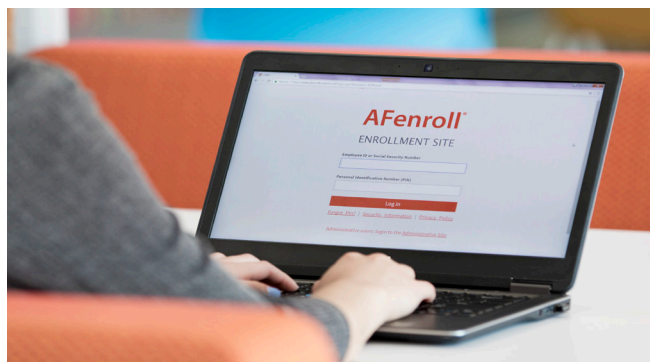 AFenroll®
ENROLLMENT SITE
Employee ID or Social Security Number
Personal Identification Number (PIN)
Log in
Forgot PIN? | Security Information | Privacy Policy
Administrative users login to the administrative site.